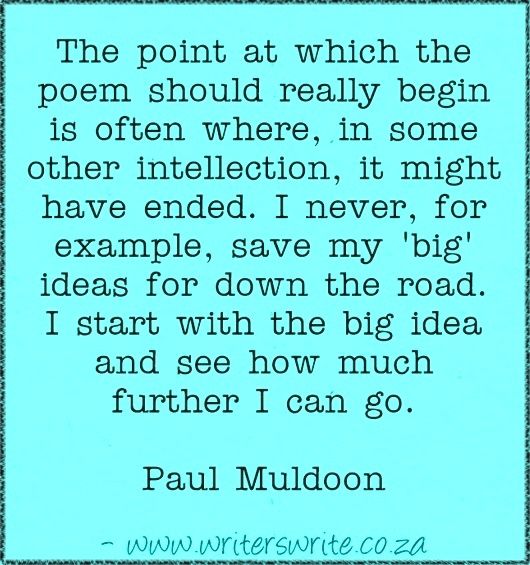 The point at which the
poem should really begin
is often where, in some
other intellection, it might
have ended. I never, for
example, save my 'big'
ideas for down the road.
I start with the big idea
and see how much
further I can go.
Paul Muldoon
- www.writerswrite.co.za